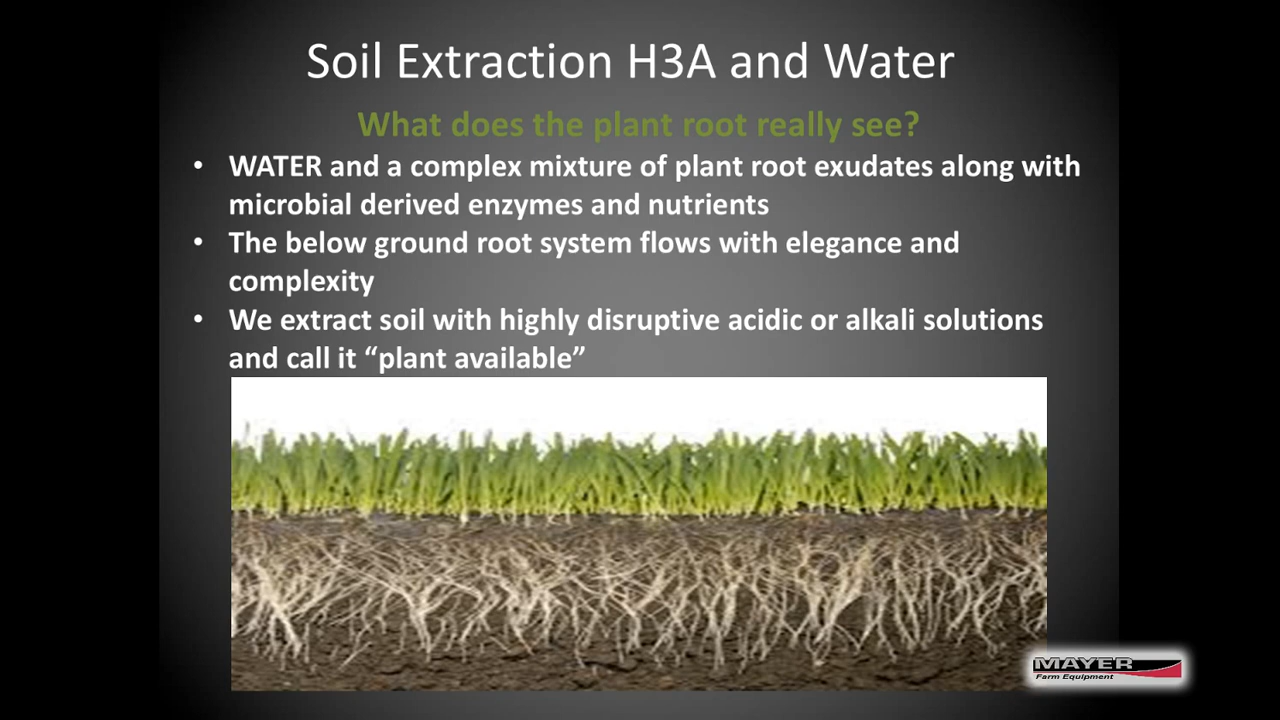 Soil Extraction H3A and Water
What does the plant root really see?
• WATER and a complex mixture of plant root exudates along with
microbial derived enzymes and nutrients
• The below ground root system flows with elegance and
complexity
• We extract soil with highly disruptive acidic or alkali solutions
and call it “plant available”
MAYER
Farm Equipment